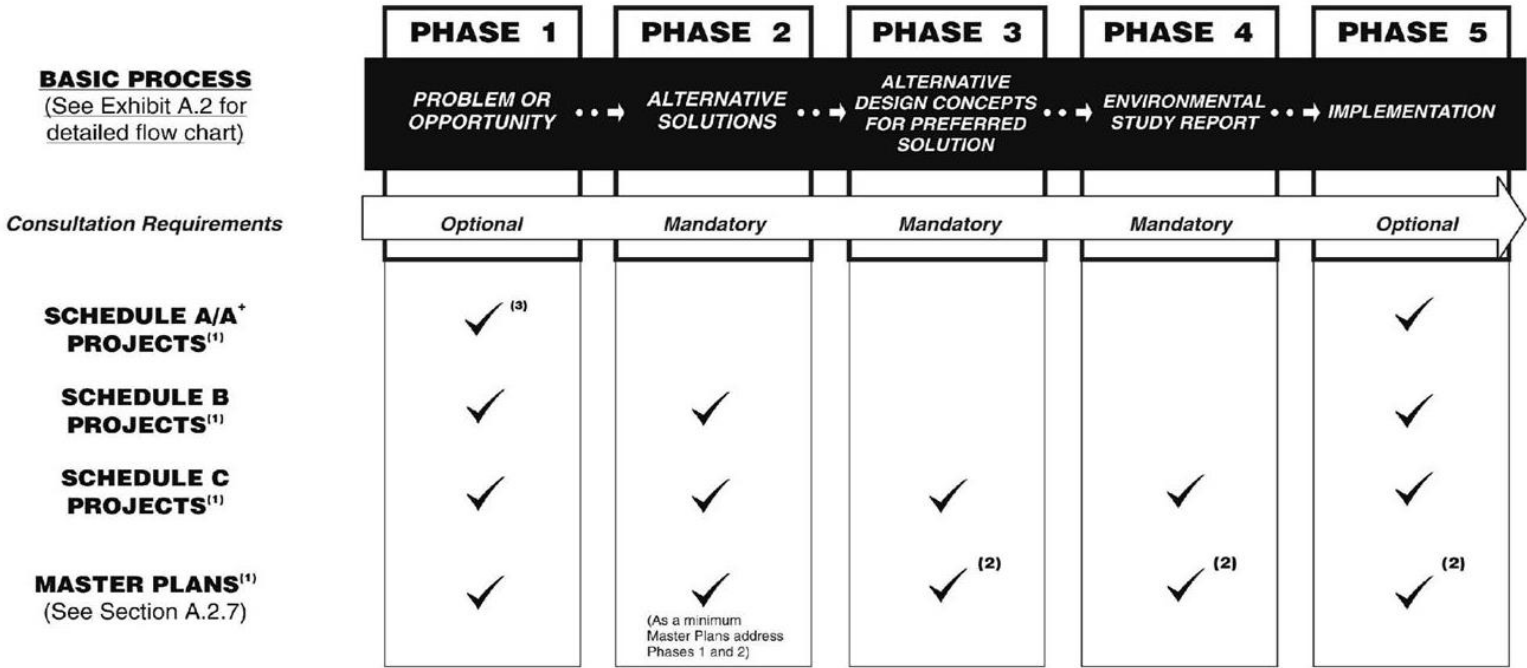 PHASE 1
PHASE 2
PHASE 3
PHASE 4
PHASE 5
BASIC PROCESS
(See Exhibit A.2 for
detailed flow chart)
PROBLEM OR
OPPORTUNITY
ALTERNATIVE
SOLUTIONS
ALTERNATIVE
DESIGN CONCEPTS
FOR PREFERRED
SOLUTION
ENVIRONMENTAL
STUDY REPORT
IMPLEMENTATION
Consultation Requirements
Optional
Mandatory
Mandatory
Mandatory
Optional
SCHEDULE A/A+
PROJECTS(1)
✓ (3)
✓
SCHEDULE B
PROJECTS(1)
✓
✓
✓
SCHEDULE C
PROJECTS(1)
✓
✓
✓
✓
✓
MASTER PLANS(1)
(See Section A.2.7)
✓
✓
(As a minimum
Master Plans address
Phases 1 and 2)
✓ (2)
✓ (2)
✓ (2)